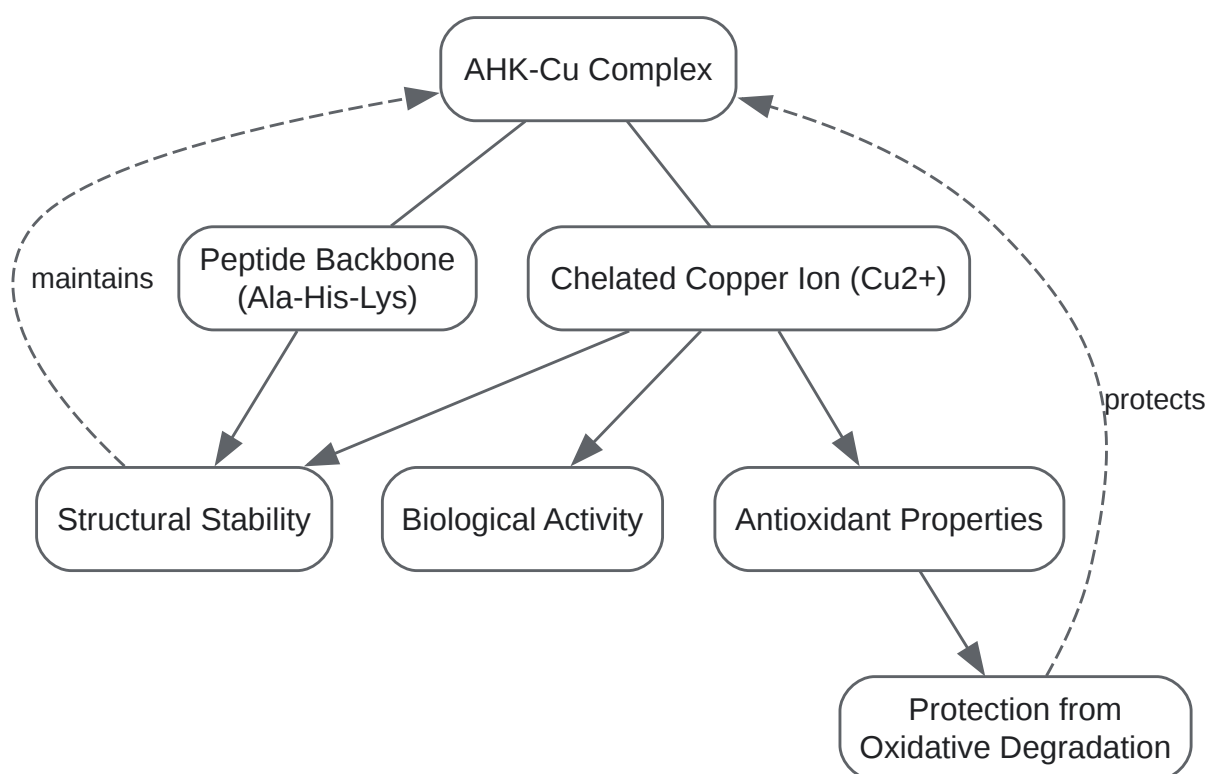 AHK-Cu Complex
Peptide Backbone
(Ala-His-Lys)
Chelated Copper Ion (Cu2+)
maintains
protects
Structural Stability
Biological Activity
Antioxidant Properties
Protection from
Oxidative Degradation